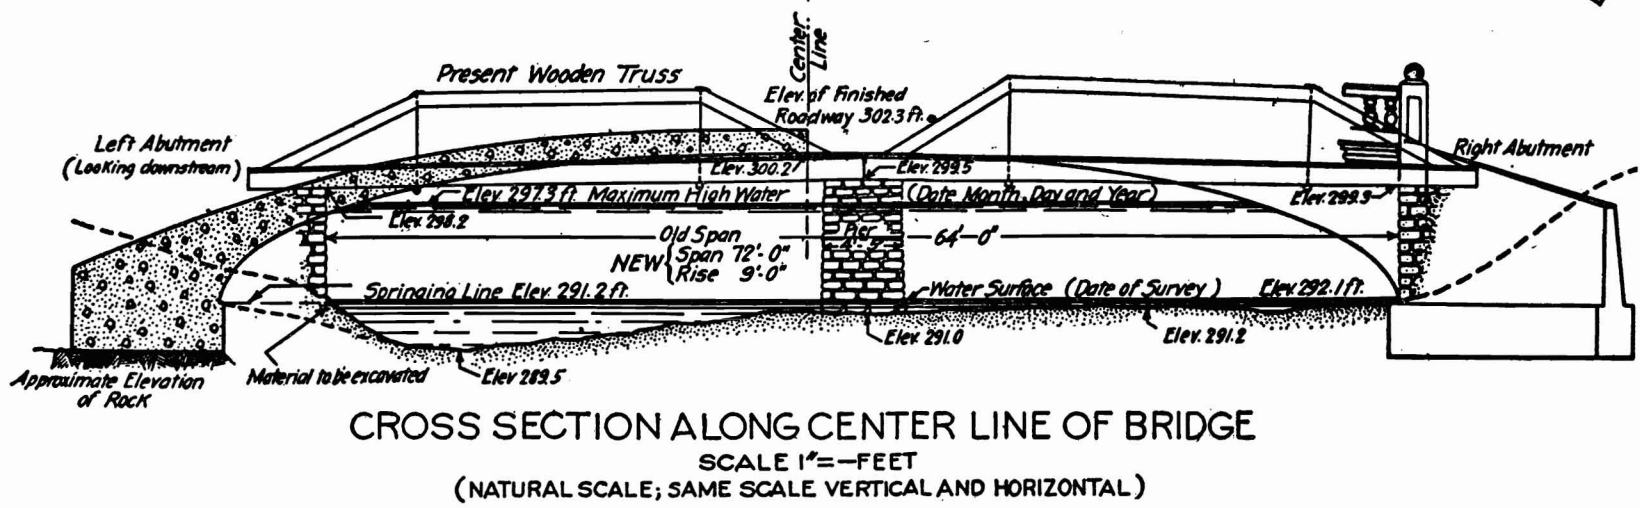 Center
Line
Present Wooden Truss
Elev. of Finished
Roadway 302.3 ft.
Left Abutment
(Looking downstream)
Right Abutment
Elev. 300.2
Elev. 299.5
Elev. 297.3 ft. Maximum High Water
(Date Month, Day and Year)
Elev. 299.3
Elev. 298.2
Old Span
Pier
4'-5"
64'-0"
NEW { Span 72'-0"
Rise 9'-0"
Springing Line Elev. 291.2 ft.
Water Surface (Date of Survey)
Elev. 292.1 ft.
Elev. 291.0
Elev. 291.2
Approximate Elevation
of Rock
Material to be excavated
Elev 289.5
CROSS SECTION ALONG CENTER LINE OF BRIDGE
SCALE 1"=—FEET
(NATURAL SCALE; SAME SCALE VERTICAL AND HORIZONTAL)